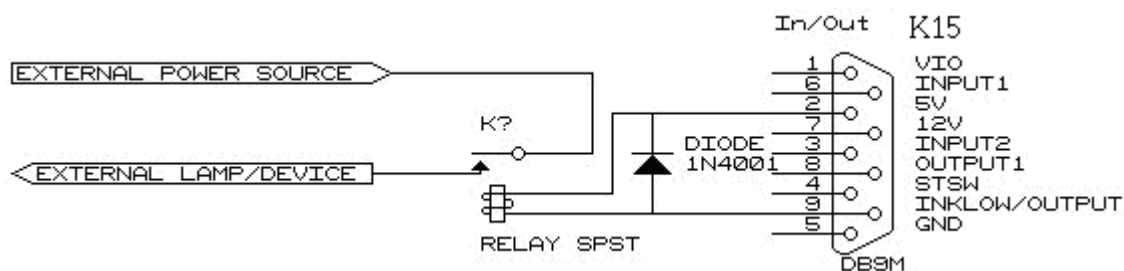 In/Out K15
EXTERNAL POWER SOURCE
1 VIO
6 INPUT1
2 5V
7 12V
3 INPUT2
8 OUTPUT1
4 STSW
9 INKLOW/OUTPUT
5 GND
K?
DIODE
1N4001
EXTERNAL LAMP/DEVICE
RELAY SPST
DB9M